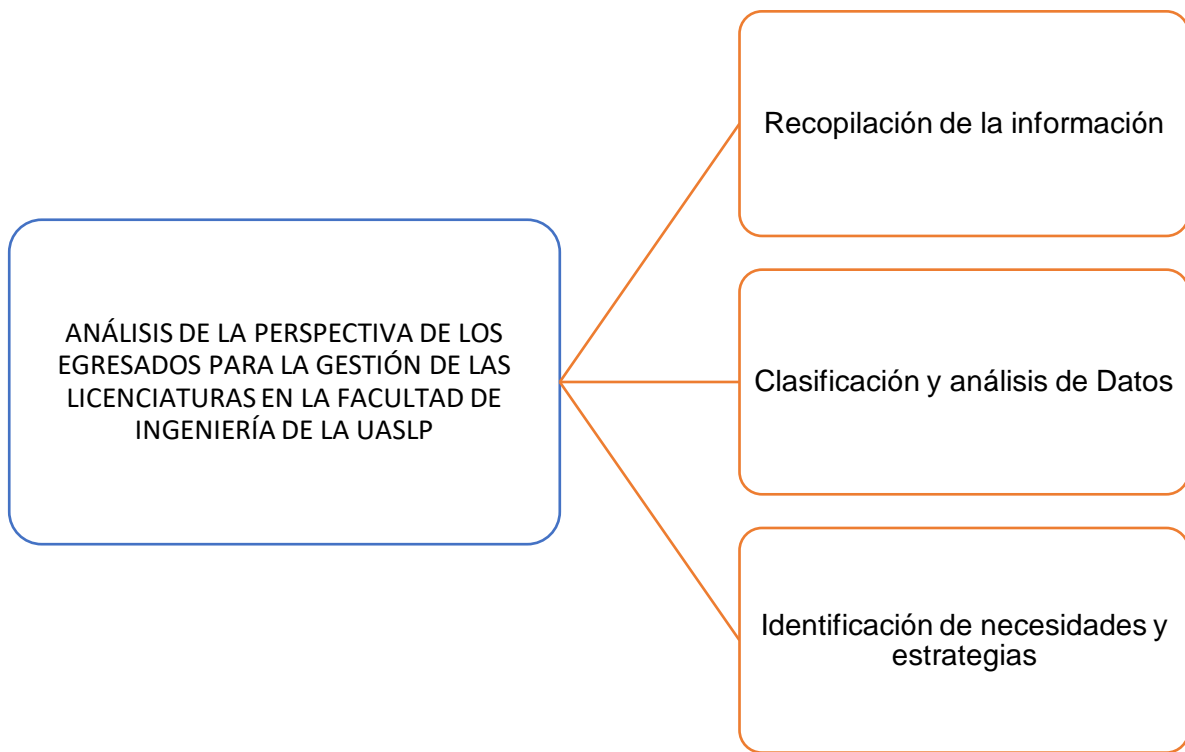 ANÁLISIS DE LA PERSPECTIVA DE LOS
EGRESADOS PARA LA GESTIÓN DE LAS
LICENCIATURAS EN LA FACULTAD DE
INGENIERÍA DE LA UASLP
Recopilación de la información
Clasificación y análisis de Datos
Identificación de necesidades y
estrategias